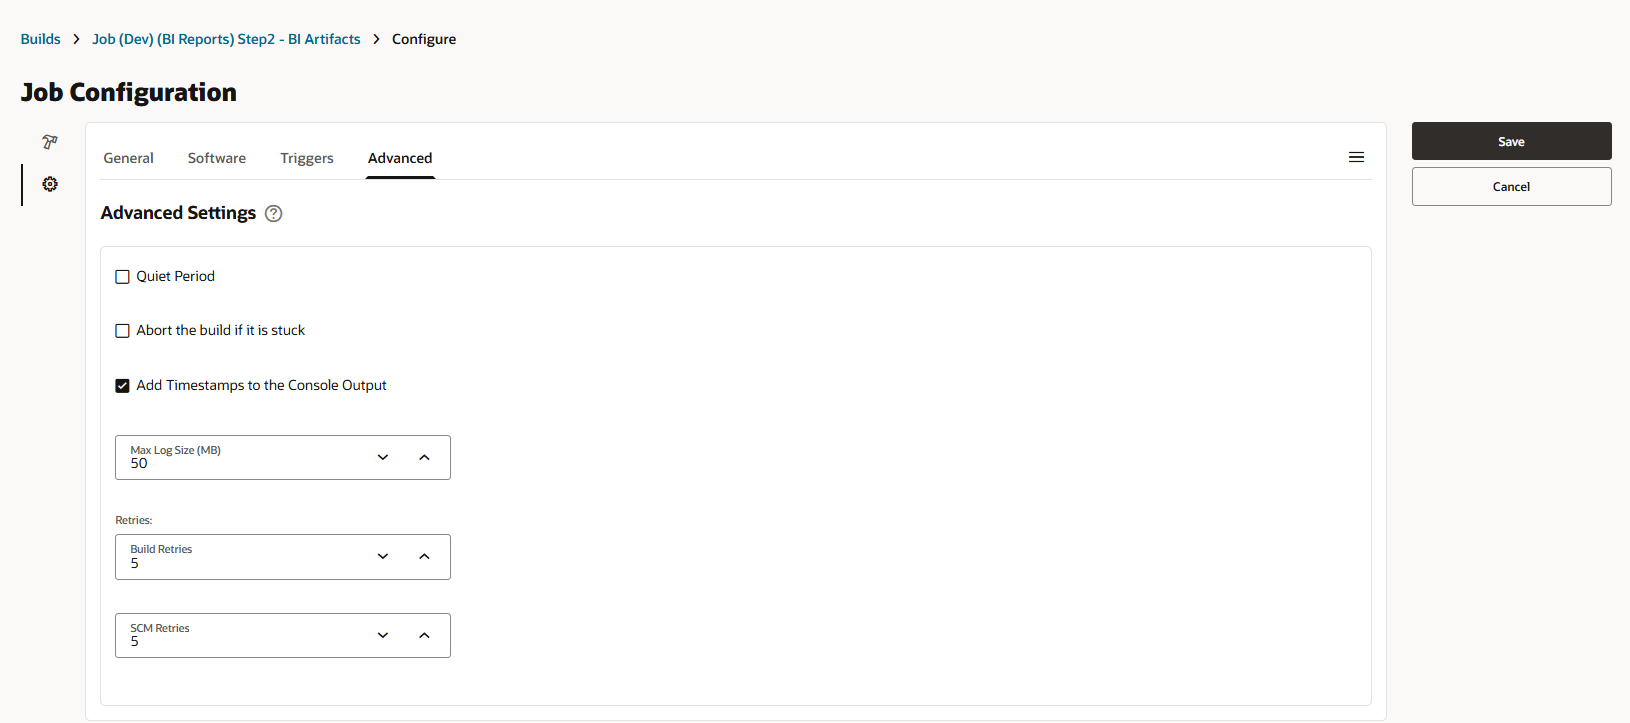 Builds > Job (Dev) (BI Reports) Step2 - BI Artifacts > Configure
Job Configuration
Save
Cancel
General Software Triggers Advanced
Advanced Settings ?
Quiet Period
Abort the build if it is stuck
Add Timestamps to the Console Output
Max Log Size (MB)
50
Retries:
Build Retries
5
SCM Retries
5